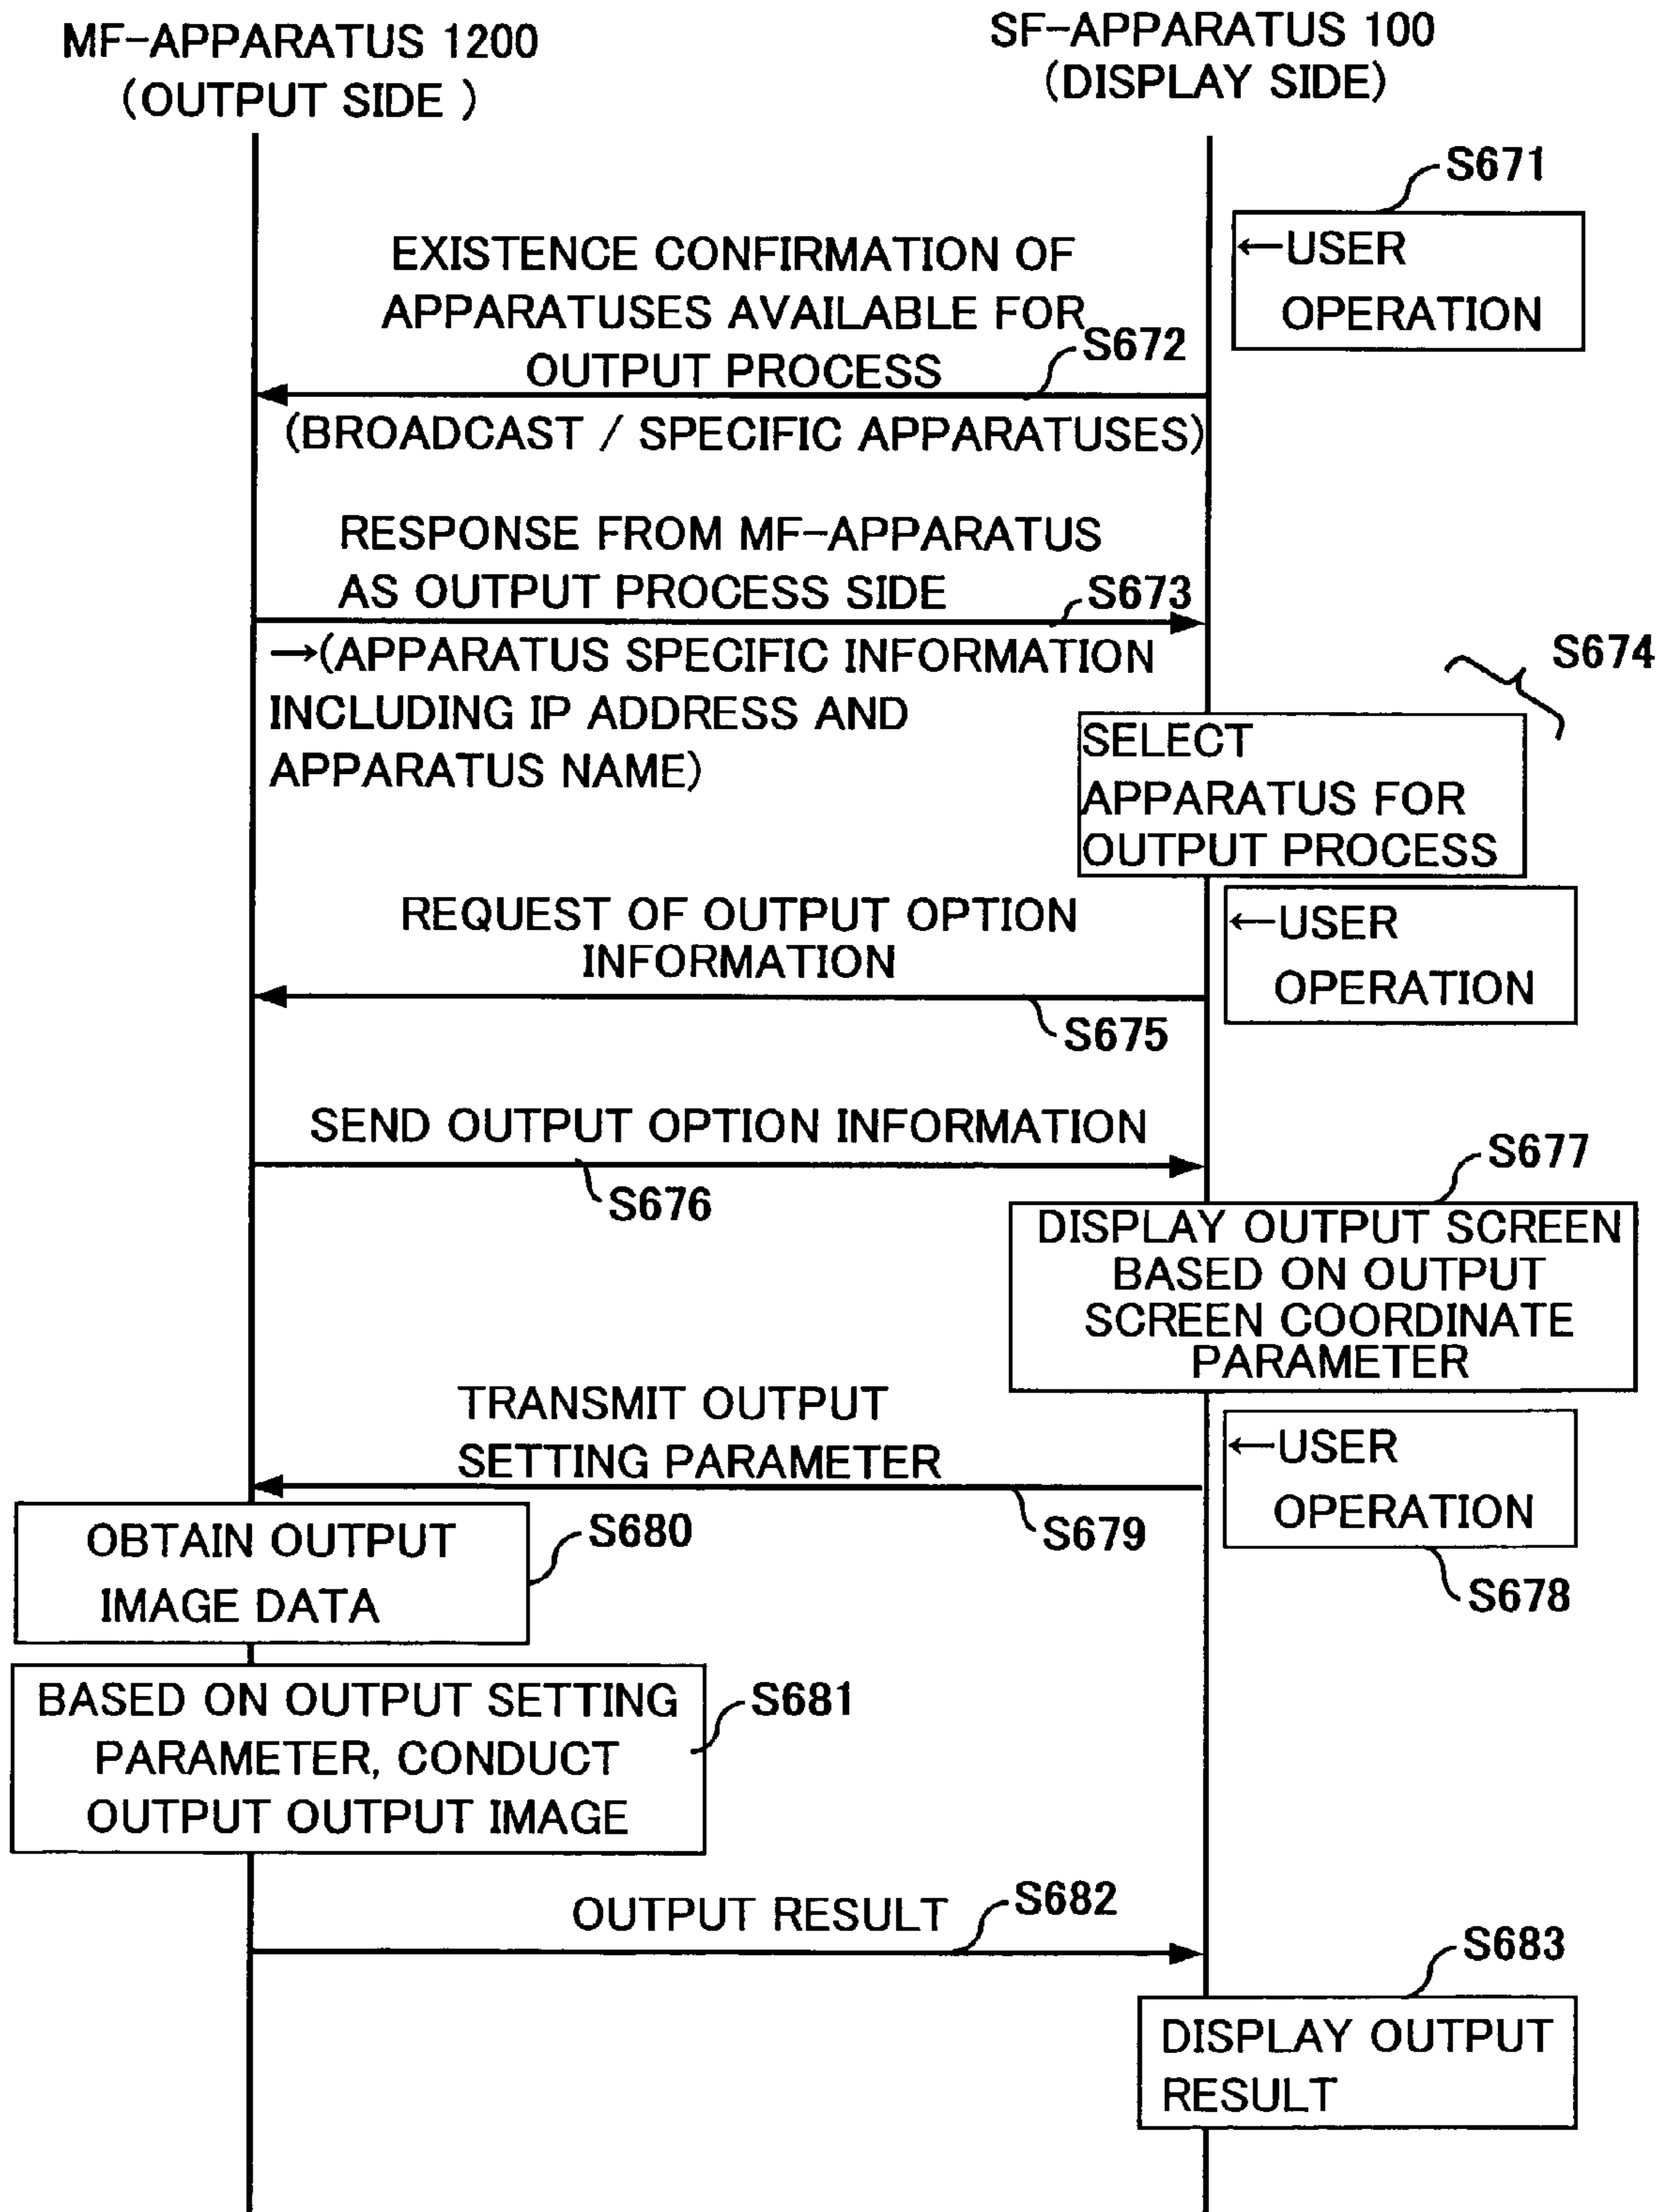 MF-APPARATUS 1200
(OUTPUT SIDE )
SF-APPARATUS 100
(DISPLAY SIDE)
S671
←USER
OPERATION
EXISTENCE CONFIRMATION OF
APPARATUSES AVAILABLE FOR
OUTPUT PROCESS
S672
(BROADCAST / SPECIFIC APPARATUSES)
RESPONSE FROM MF-APPARATUS
AS OUTPUT PROCESS SIDE
S673
→(APPARATUS SPECIFIC INFORMATION
INCLUDING IP ADDRESS AND
APPARATUS NAME)
S674
SELECT
APPARATUS FOR
OUTPUT PROCESS
←USER
OPERATION
REQUEST OF OUTPUT OPTION
INFORMATION
S675
SEND OUTPUT OPTION INFORMATION
S676
S677
DISPLAY OUTPUT SCREEN
BASED ON OUTPUT
SCREEN COORDINATE
PARAMETER
←USER
OPERATION
S678
TRANSMIT OUTPUT
SETTING PARAMETER
S679
OBTAIN OUTPUT
IMAGE DATA
S680
BASED ON OUTPUT SETTING
PARAMETER, CONDUCT
OUTPUT OUTPUT IMAGE
S681
OUTPUT RESULT
S682
S683
DISPLAY OUTPUT
RESULT